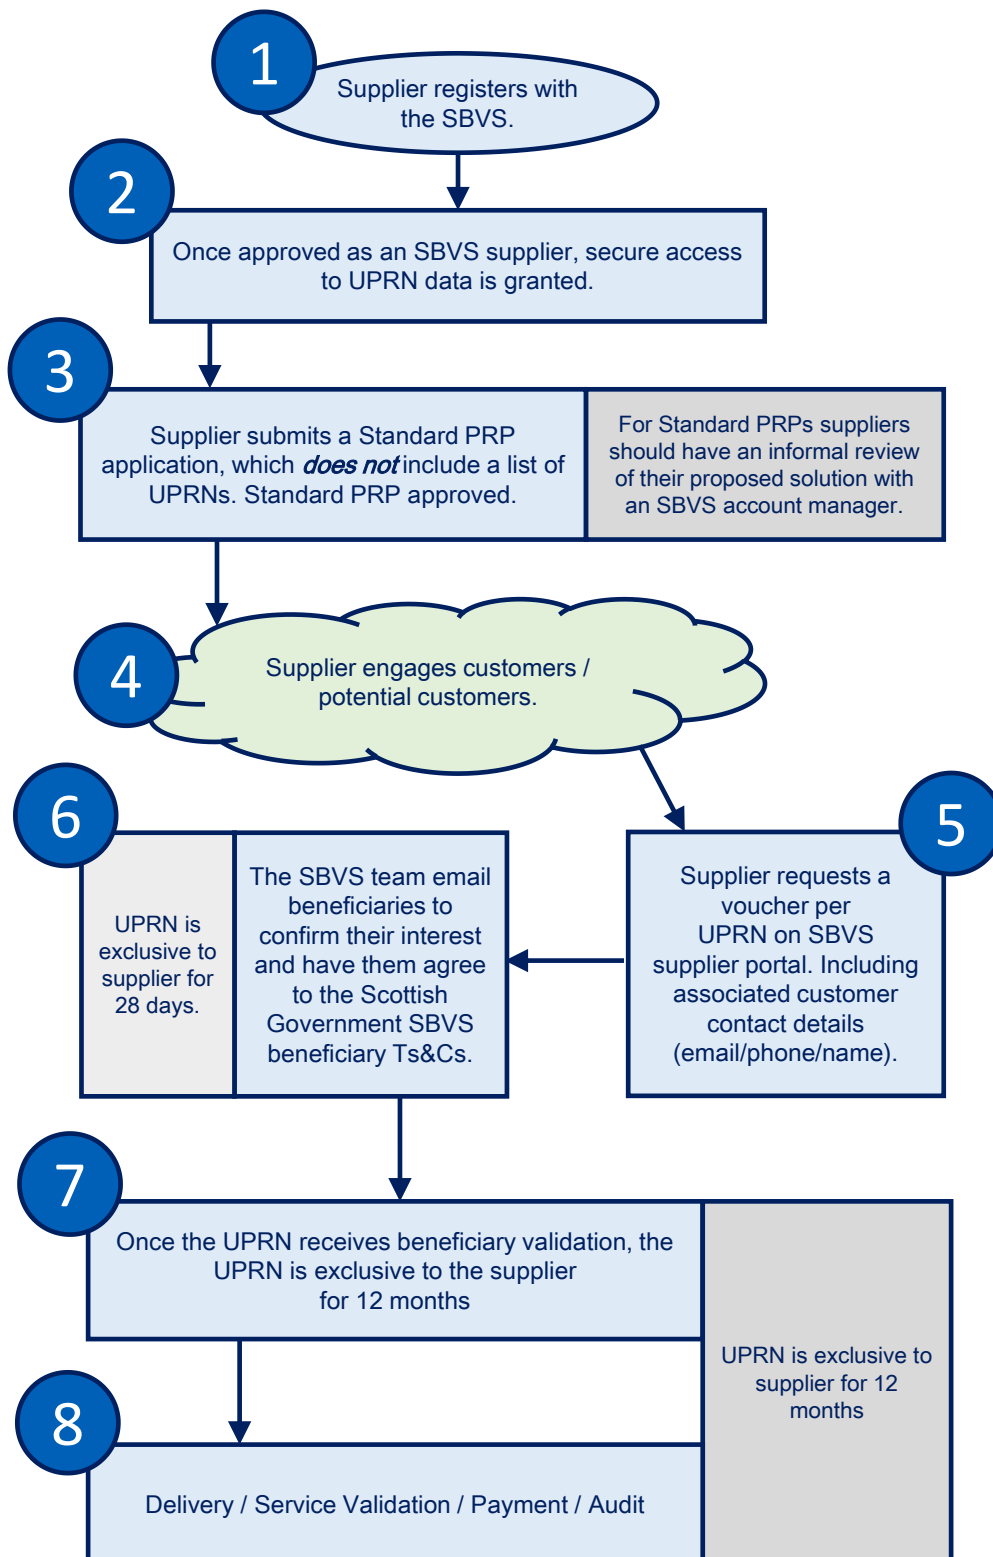 1
Supplier registers with
the SBVS.
2
Once approved as an SBVS supplier, secure access
to UPRN data is granted.
3
Supplier submits a Standard PRP
application, which does not include a list of
UPRNs. Standard PRP approved.
For Standard PRPs suppliers
should have an informal review
of their proposed solution with
an SBVS account manager.
4
Supplier engages customers /
potential customers.
5
Supplier requests a
voucher per
UPRN on SBVS
supplier portal. Including
associated customer
contact details
(email/phone/name).
6
UPRN is
exclusive to
supplier for
28 days.
The SBVS team email
beneficiaries to
confirm their interest
and have them agree
to the Scottish
Government SBVS
beneficiary Ts&Cs.
7
Once the UPRN receives beneficiary validation, the
UPRN is exclusive to the supplier
for 12 months
UPRN is exclusive to
supplier for 12
months
8
Delivery / Service Validation / Payment / Audit